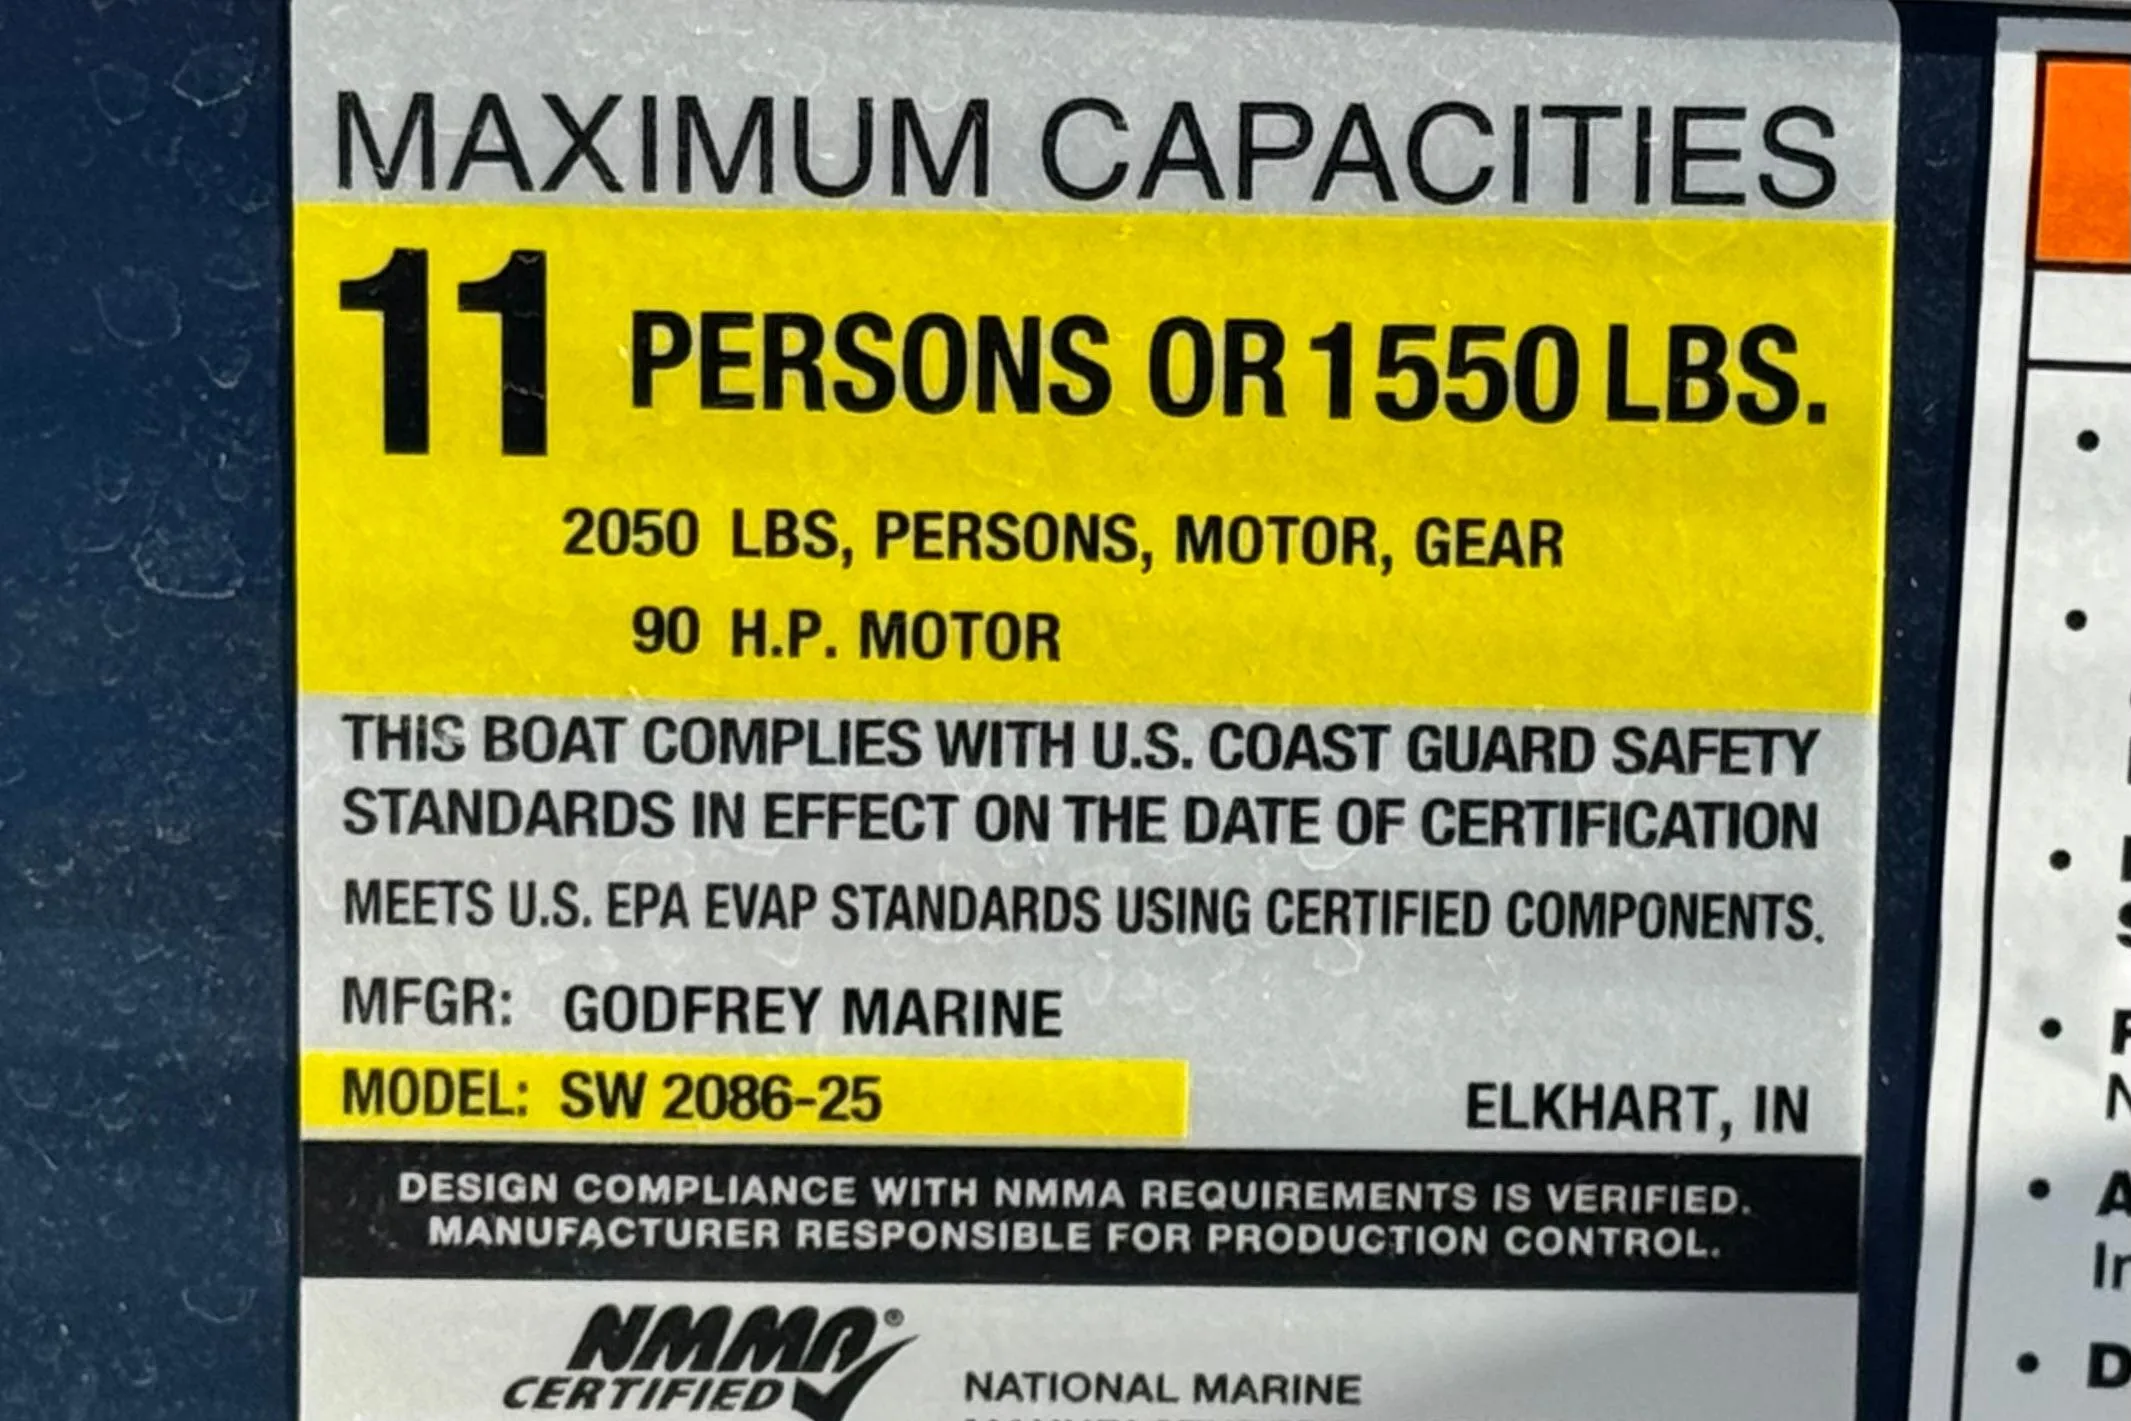 MAXIMUM CAPACITIES
11 PERSONS OR 1550 LBS.
2050 LBS, PERSONS, MOTOR, GEAR
90 H.P. MOTOR
THIS BOAT COMPLIES WITH U.S. COAST GUARD SAFETY
STANDARDS IN EFFECT ON THE DATE OF CERTIFICATION
MEETS U.S. EPA EVAP STANDARDS USING CERTIFIED COMPONENTS.
MFGR: GODFREY MARINE
MODEL: SW 2086-25 ELKHART, IN
DESIGN COMPLIANCE WITH NMMA REQUIREMENTS IS VERIFIED.
MANUFACTURER RESPONSIBLE FOR PRODUCTION CONTROL.
NMMA®
CERTIFIED
NATIONAL MARINE